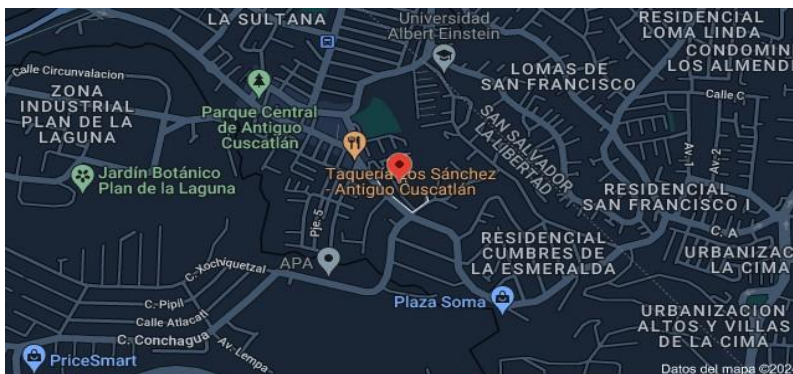 LA SULTANA
Universidad
Albert Einstein
RESIDENCIAL
LOMA LINDA
CONDOMIN
LOS ALMEND
Calle Circunvalacion
LOMAS DE
SAN FRANCISCO
Calle C
ZONA
INDUSTRIAL
PLAN DE LA
LAGUNA
Parque Central
de Antiguo
Cuscatlán
SAN SALVADOR
LA LIBERTAD
Av. 1
Av. 2
Jardín Botánico
Plan de la Laguna
Taquería Los Sánchez
- Antiguo Cuscatlán
RESIDENCIAL
SAN FRANCISCO I
Pje. 5
C. A
RESIDENCIAL
CUMBRES DE
LA ESMERALDA
URBANIZAC
LA CIMA
C. Xochiquetzal
APA
C. Pipil
Plaza Soma
Calle Atlacatl
URBANIZACION
ALTOS Y VILLAS
DE LA CIMA
C. Conchagua
Av. Lempa
PriceSmart
Datos del mapa ©202